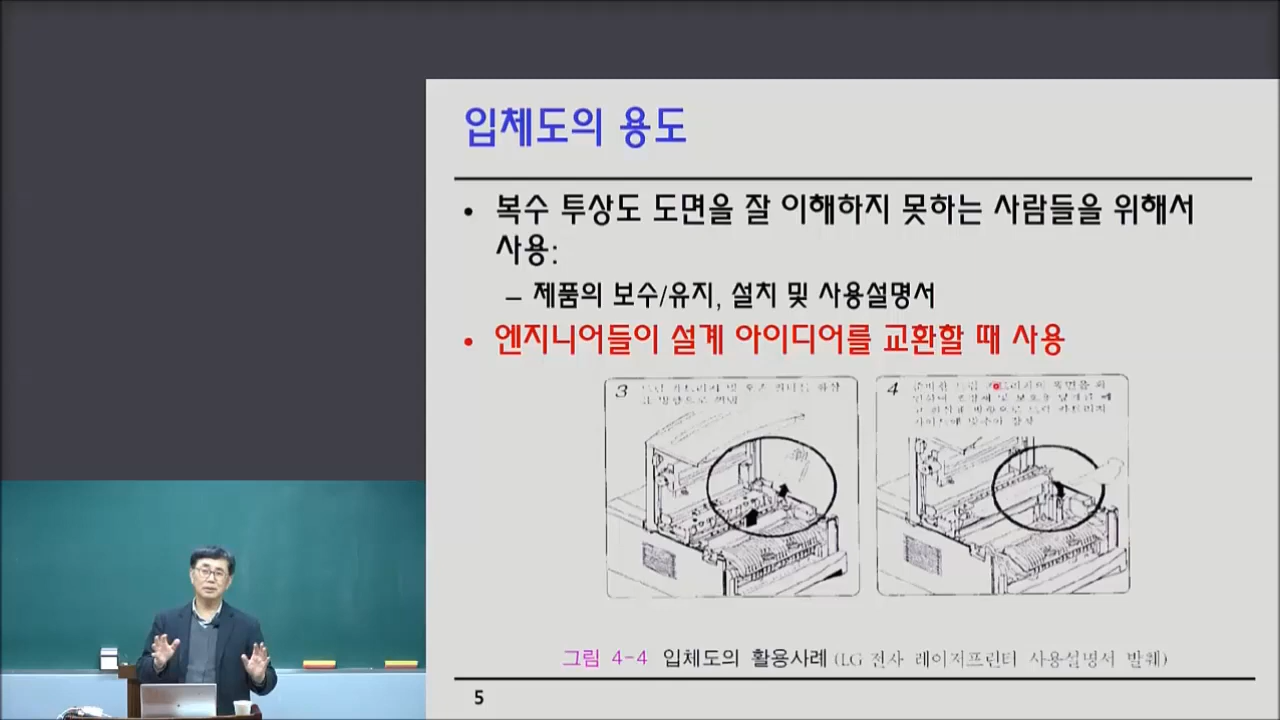 입체도의 용도
• 복수 투상도 도면을 잘 이해하지 못하는 사람들을 위해서
사용:
– 제품의 보수/유지, 설치 및 사용설명서
• 엔지니어들이 설계 아이디어를 교환할 때 사용
3
4
그림 4-4 입체도의 활용사례 (LG 전사 레이저프린터 사용설명서 발췌)
5